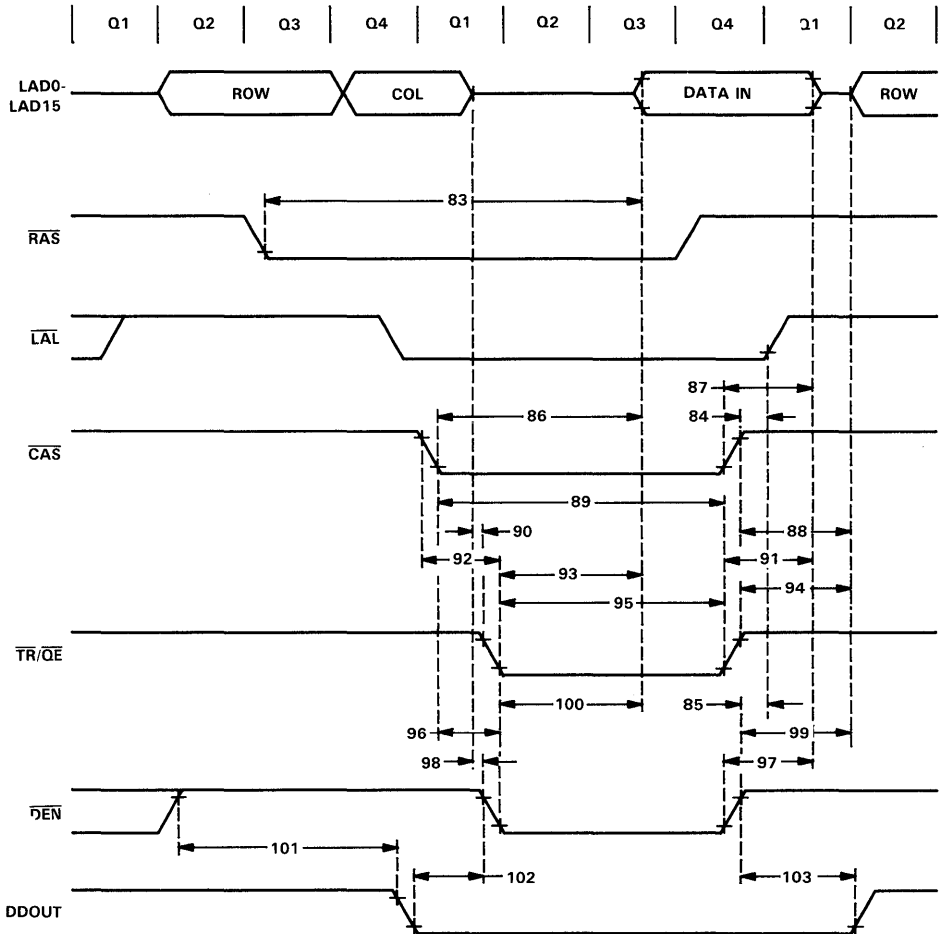 Q1 Q2 Q3 Q4 Q1 Q2 Q3 Q4 Q1 Q2
LAD0-
LAD15
ROW COL DATA IN ROW
83
RAS
LAL
87
86 84
CAS
89
90 88
92 91
93 94
95
TR/QE
100 85
96 99
98 97
DEN
101
102 103
DDOUT